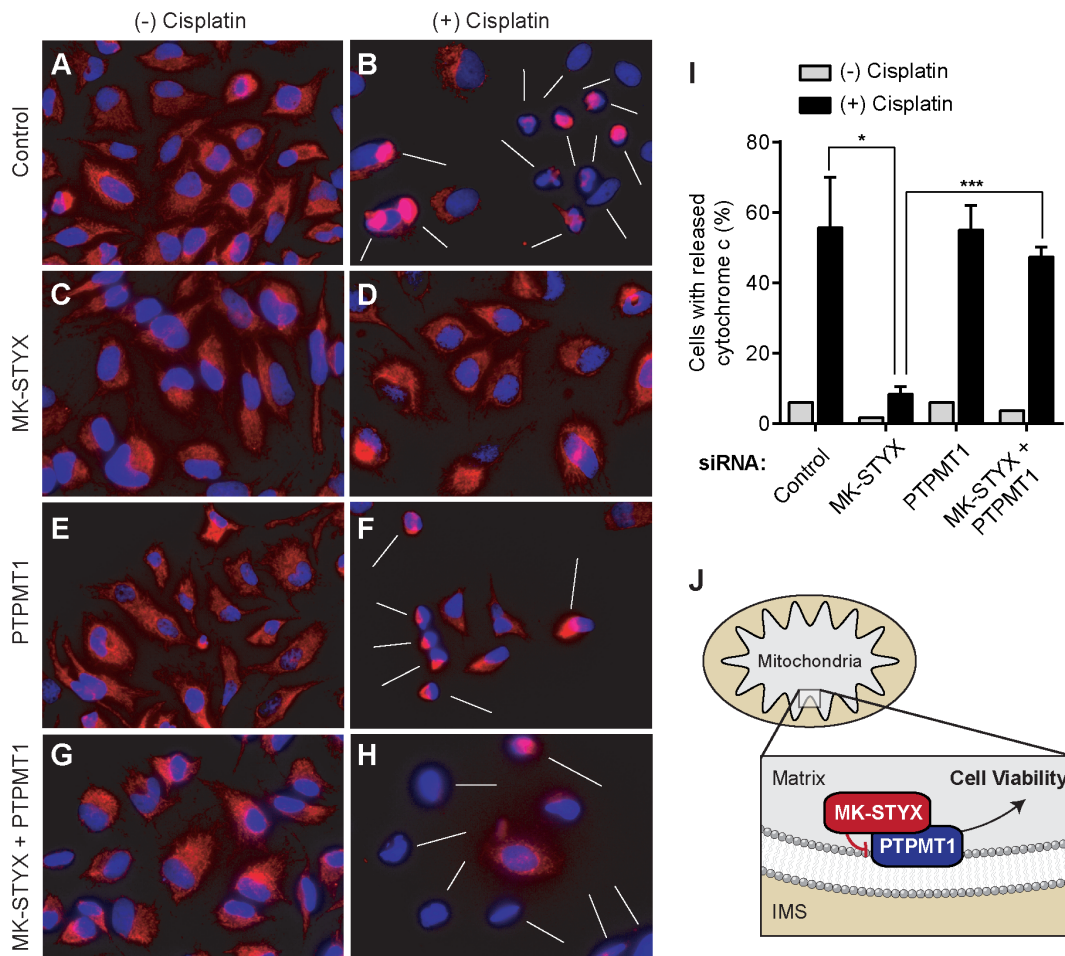 (-) Cisplatin
(+) Cisplatin
Control
A
B
MK-STYX
C
D
PTPMT1
E
F
MK-STYX + PTPMT1
G
H
I
(-) Cisplatin
(+) Cisplatin
Cells with released
cytochrome c (%)
80
60
40
20
0
*
***
siRNA:
Control
MK-STYX
PTPMT1
MK-STYX +
PTPMT1
J
Mitochondria
Matrix
Cell Viability
MK-STYX
PTPMT1
IMS